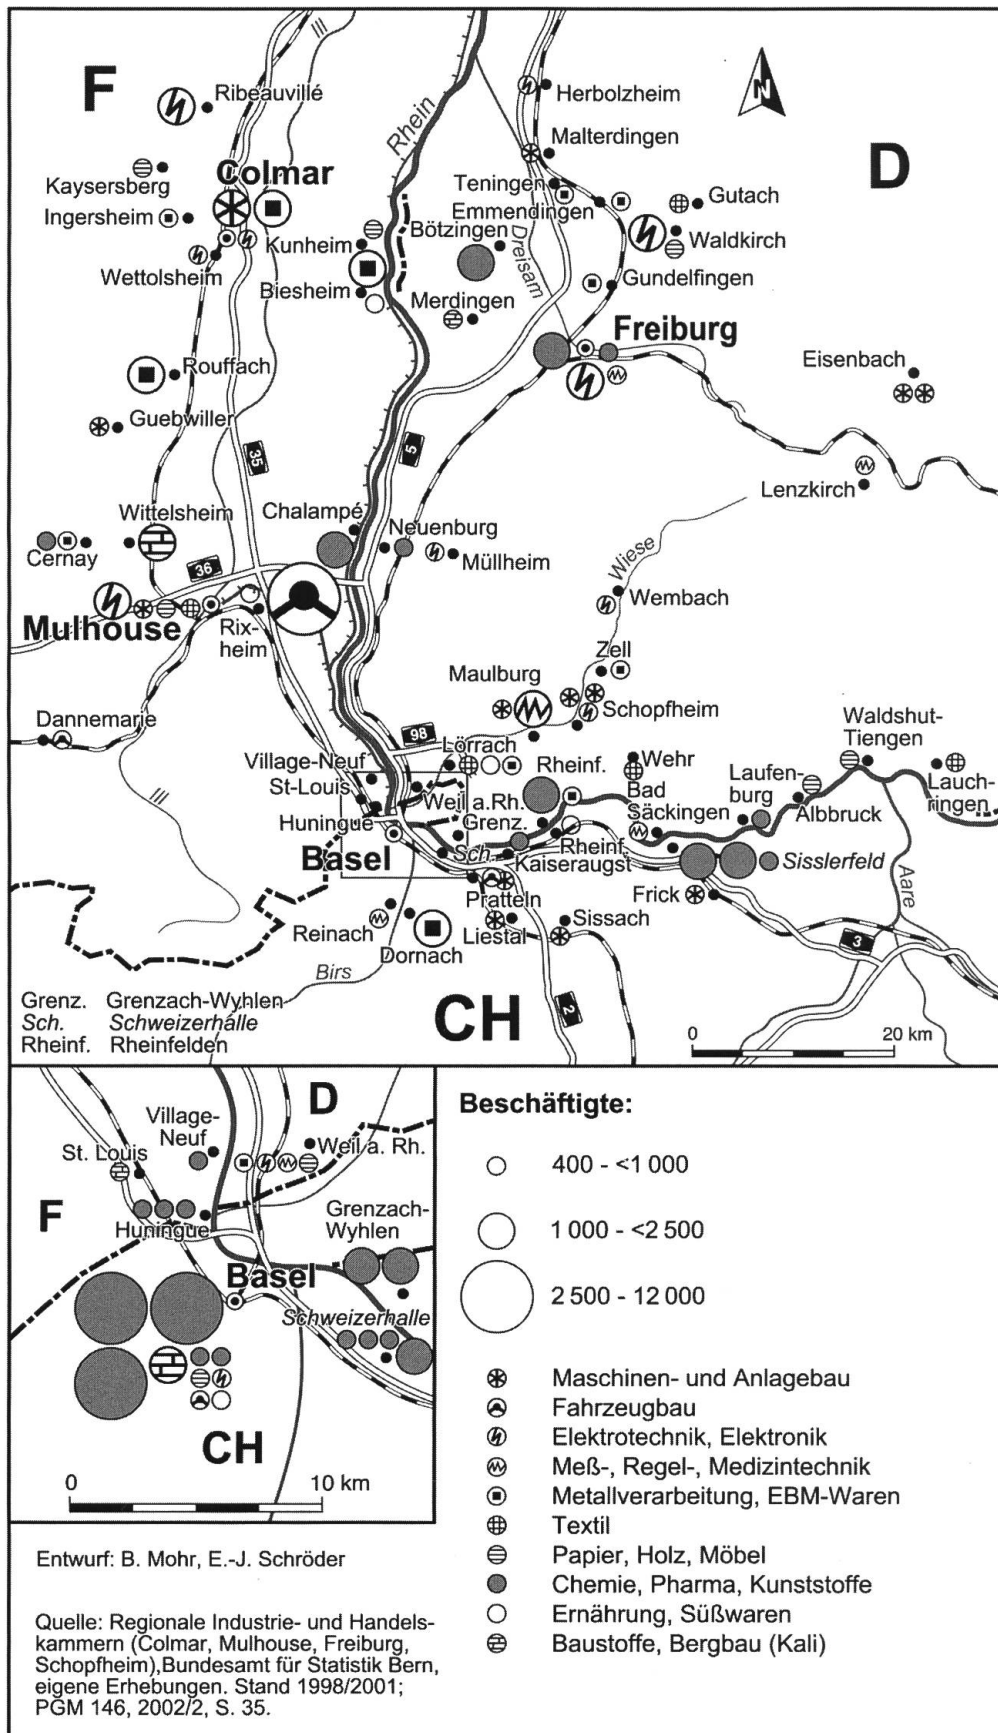 F
Ribeauvillé
Rhein
Herbolzheim
N
Malterdingen
D
Kaysersberg
Colmar
Teningen
Gutach
Ingersheim
Emmendingen
Kunheim
Bötzingen
Waldkirch
Dreisam
Wettolsheim
Biesheim
Merdingen
Gundelfingen
Freiburg
Rouffach
Eisenbach
Guebwiller
35
5
Lenzkirch
Wittelsheim
Chalampé
Neuenburg
Cernay
36
Müllheim
Wiese
Wembach
Mulhouse
Rix-
heim
Zell
Maulburg
Schopfheim
Dannemarie
98
Waldshut-
Tiengen
Lörrach
Village-Neuf
Rheinf.
Wehr
St-Louis
Laufen-
burg
Lauch-
ringen
Weil a.Rh.
Bad
Säckingen
Albbruck
Huningue
Grenz.
Rheinf.
Basel
Sch.
Kaiseraugst
Sisslerfeld
Aare
Pratteln
Frick
Reinach
Liestal
Sissach
Dornach
3
Birs
2
CH
Grenz. Grenzach-Wyhlen
Sch. Schweizerhalle
Rheinf. Rheinfelden
0 20 km
D
Village-
Neuf
St. Louis
Weil a. Rh.
F
Huningue
Grenzach-
Wyhlen
Basel
Schweizerhalle
CH
0 10 km
Beschäftigte:
400 - <1 000
1 000 - <2 500
2 500 - 12 000
Maschinen- und Anlagebau
Fahrzeugbau
Elektrotechnik, Elektronik
Meß-, Regel-, Medizintechnik
Metallverarbeitung, EBM-Waren
Textil
Papier, Holz, Möbel
Chemie, Pharma, Kunststoffe
Ernährung, Süßwaren
Baustoffe, Bergbau (Kali)
Entwurf: B. Mohr, E.-J. Schröder
Quelle: Regionale Industrie- und Handels-
kammern (Colmar, Mulhouse, Freiburg,
Schopfheim),Bundesamt für Statistik Bern,
eigene Erhebungen. Stand 1998/2001;
PGM 146, 2002/2, S. 35.